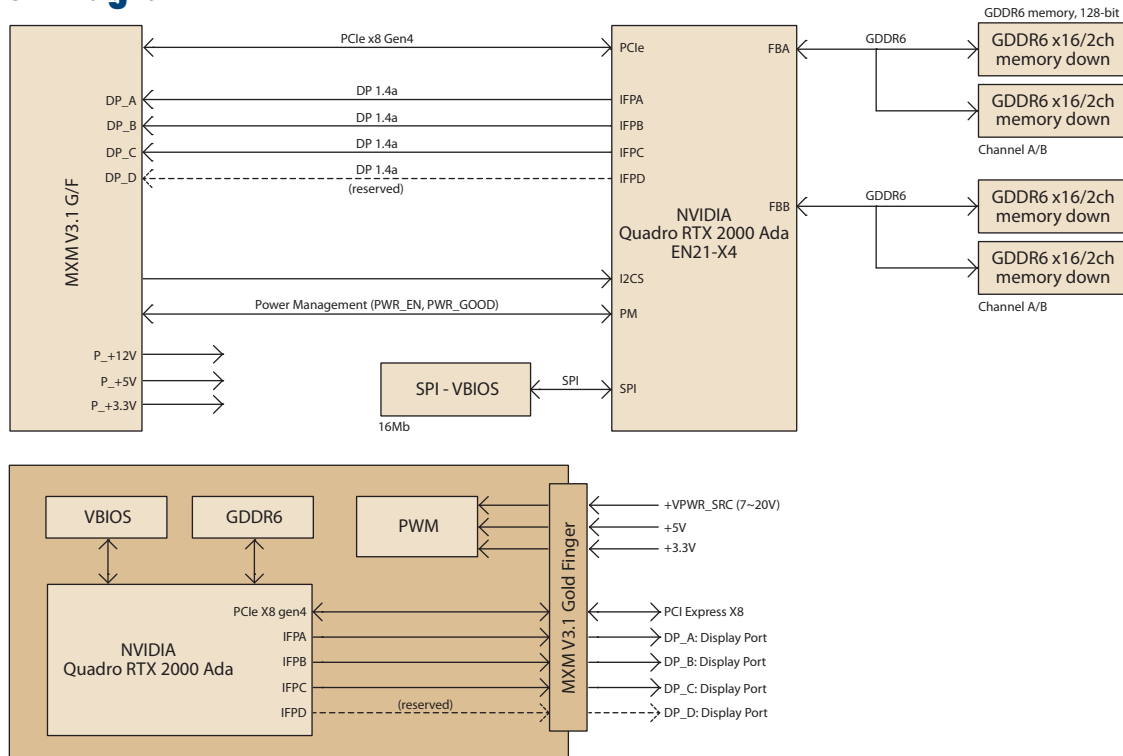 GDDR6 memory, 128-bit
PCIe x8 Gen4
PCIe
FBA
GDDR6
GDDR6 x16/2ch
memory down
DP_A
DP 1.4a
IFPA
GDDR6 x16/2ch
memory down
DP_B
DP 1.4a
IFPB
DP_C
DP 1.4a
IFPC
Channel A/B
DP_D
DP 1.4a
(reserved)
IFPD
MXM V3.1 G/F
NVIDIA
Quadro RTX 2000 Ada
EN21-X4
FBB
GDDR6
GDDR6 x16/2ch
memory down
GDDR6 x16/2ch
memory down
Channel A/B
I2CS
Power Management (PWR_EN, PWR_GOOD)
PM
P_+12V
P_+5V
P_+3.3V
SPI - VBIOS
SPI
SPI
16Mb
VBIOS
GDDR6
PWM
MXM V3.1 Gold Finger
+VPWR_SRC (7~20V)
+5V
+3.3V
NVIDIA
Quadro RTX 2000 Ada
PCIe X8 gen4
PCI Express X8
IFPA
DP_A: Display Port
IFPB
DP_B: Display Port
IFPC
DP_C: Display Port
IFPD
(reserved)
DP_D: Display Port